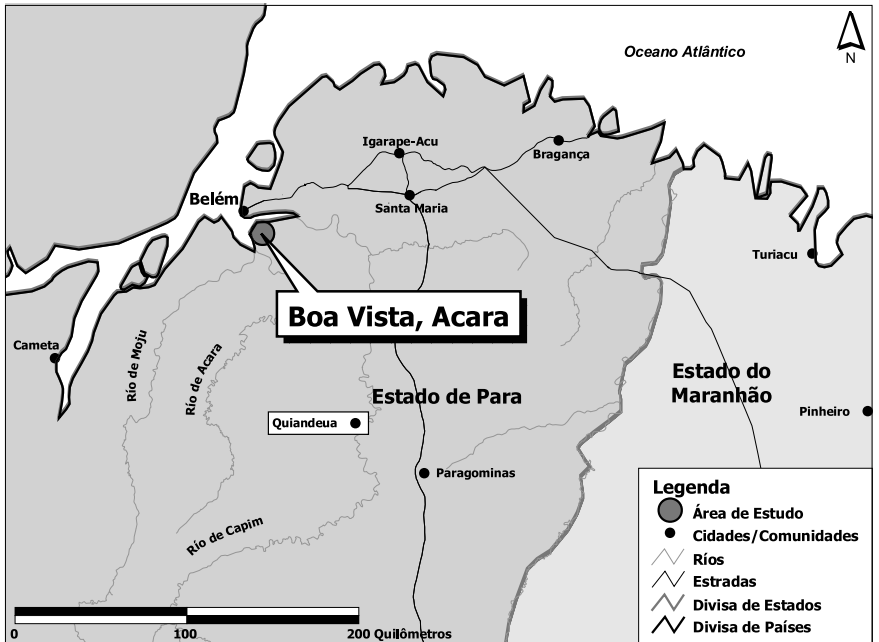 Oceano Atlântico
N
Igarape-Acu
Bragança
Belém
Santa Maria
Turiacu
Boa Vista, Acara
Cameta
Río de Moju
Río de Acara
Estado de Para
Estado do
Maranhão
Quiandeua
Pinheiro
Paragominas
Río de Capim
Legenda
Área de Estudo
Cidades/Comunidades
Ríos
Estradas
Divisa de Estados
Divisa de Países
0 100 200 Quilômetros